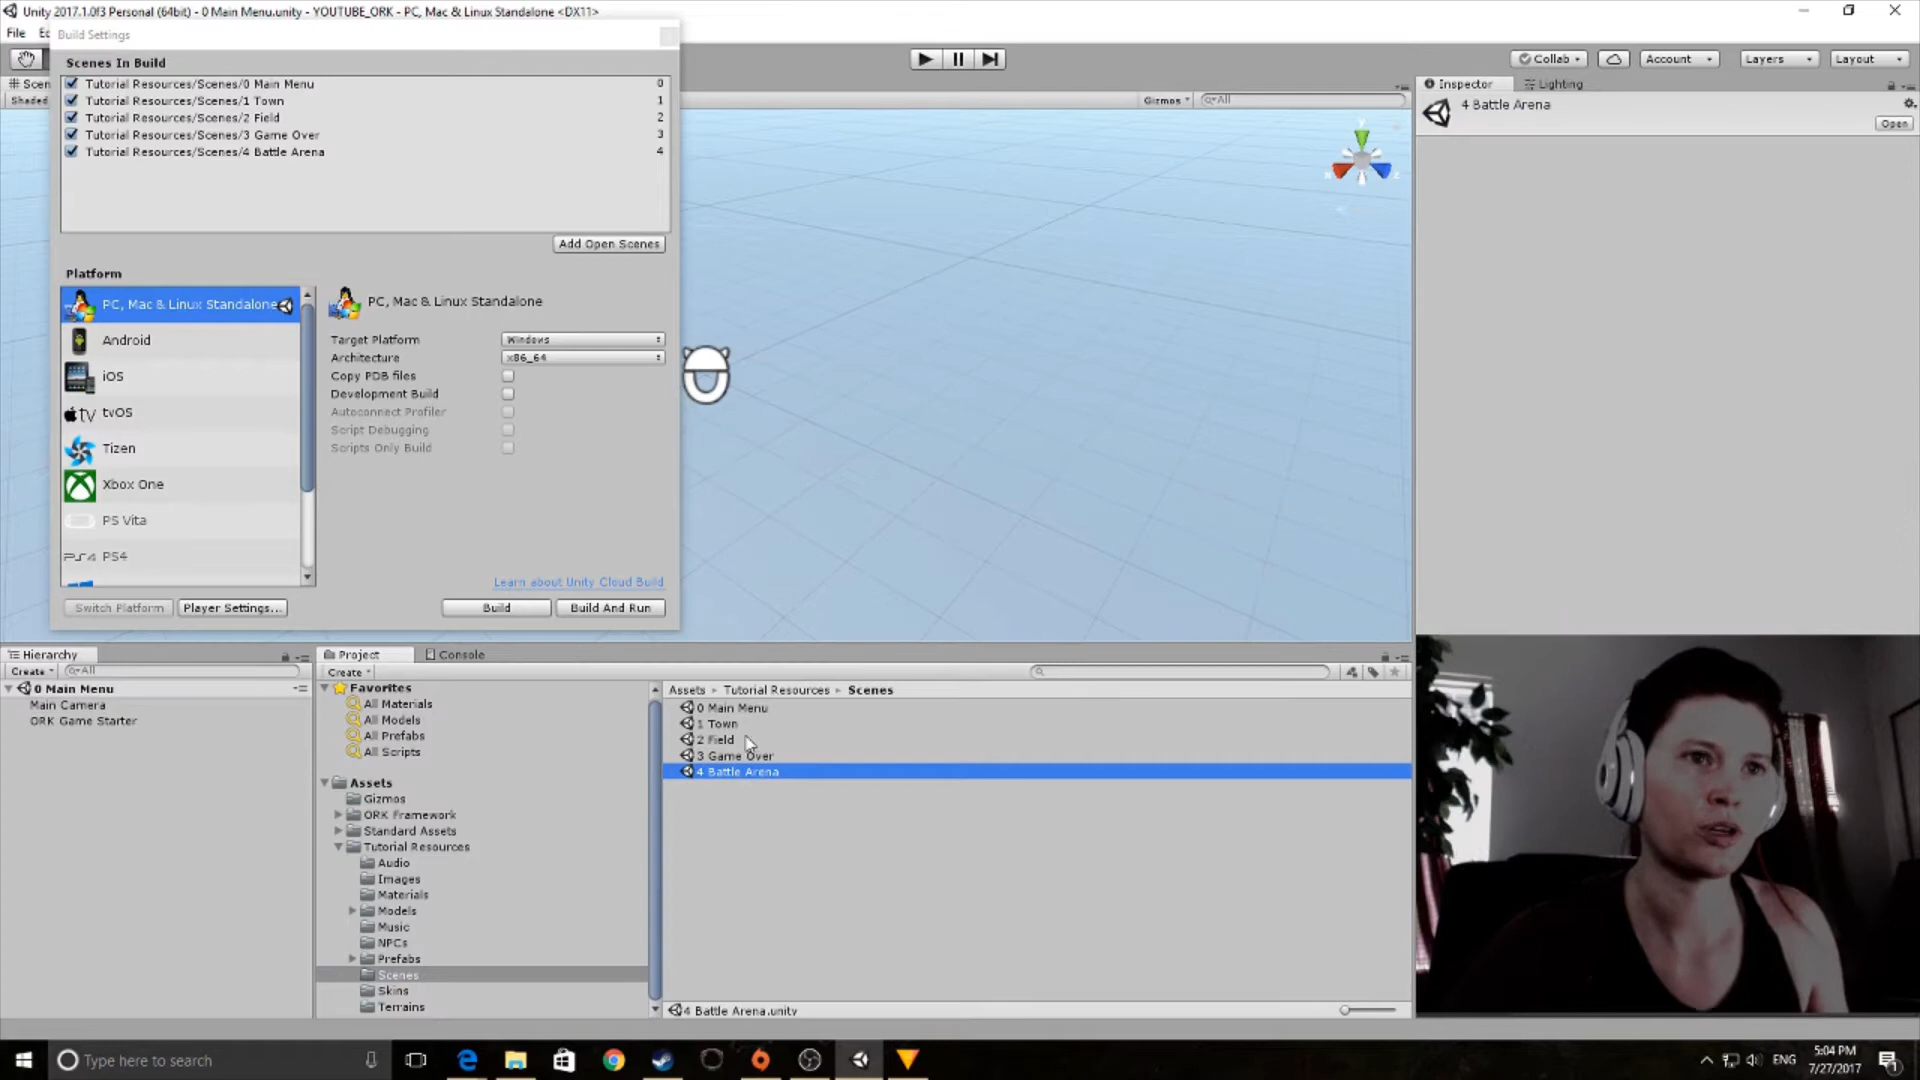 Unity 2017.1.0f3 Personal (64bit) - 0 Main Menu.unity - YOUTUBE_ORK - PC, Mac & Linux Standalone <DX11>
File
Build Settings
Scenes In Build
Tutorial Resources/Scenes/0 Main Menu 0
Tutorial Resources/Scenes/1 Town 1
Tutorial Resources/Scenes/2 Field 2
Tutorial Resources/Scenes/3 Game Over 3
Tutorial Resources/Scenes/4 Battle Arena 4
Add Open Scenes
Platform
PC, Mac & Linux Standalone
Android
iOS
tv tvOS
Tizen
Xbox One
PS Vita
PS4 PS4
PC, Mac & Linux Standalone
Target Platform Windows
Architecture x86_64
Copy PDB files
Development Build
Autoconnect Profiler
Script Debugging
Scripts Only Build
Learn about Unity Cloud Build
Switch Platform Player Settings... Build Build And Run
Scen
Shaded
Gizmos All
Collab Account Layers Layout
Inspector Lighting
4 Battle Arena
Open
Hierarchy
Create All
0 Main Menu
Main Camera
ORK Game Starter
Project Console
Create
Favorites
All Materials
All Models
All Prefabs
All Scripts
Assets
Gizmos
ORK Framework
Standard Assets
Tutorial Resources
Audio
Images
Materials
Models
Music
NPCs
Prefabs
Scenes
Skins
Terrains
Assets Tutorial Resources Scenes
0 Main Menu
1 Town
2 Field
3 Game Over
4 Battle Arena
4 Battle Arena.unity
Type here to search
ENG
5:04 PM
7/27/2017